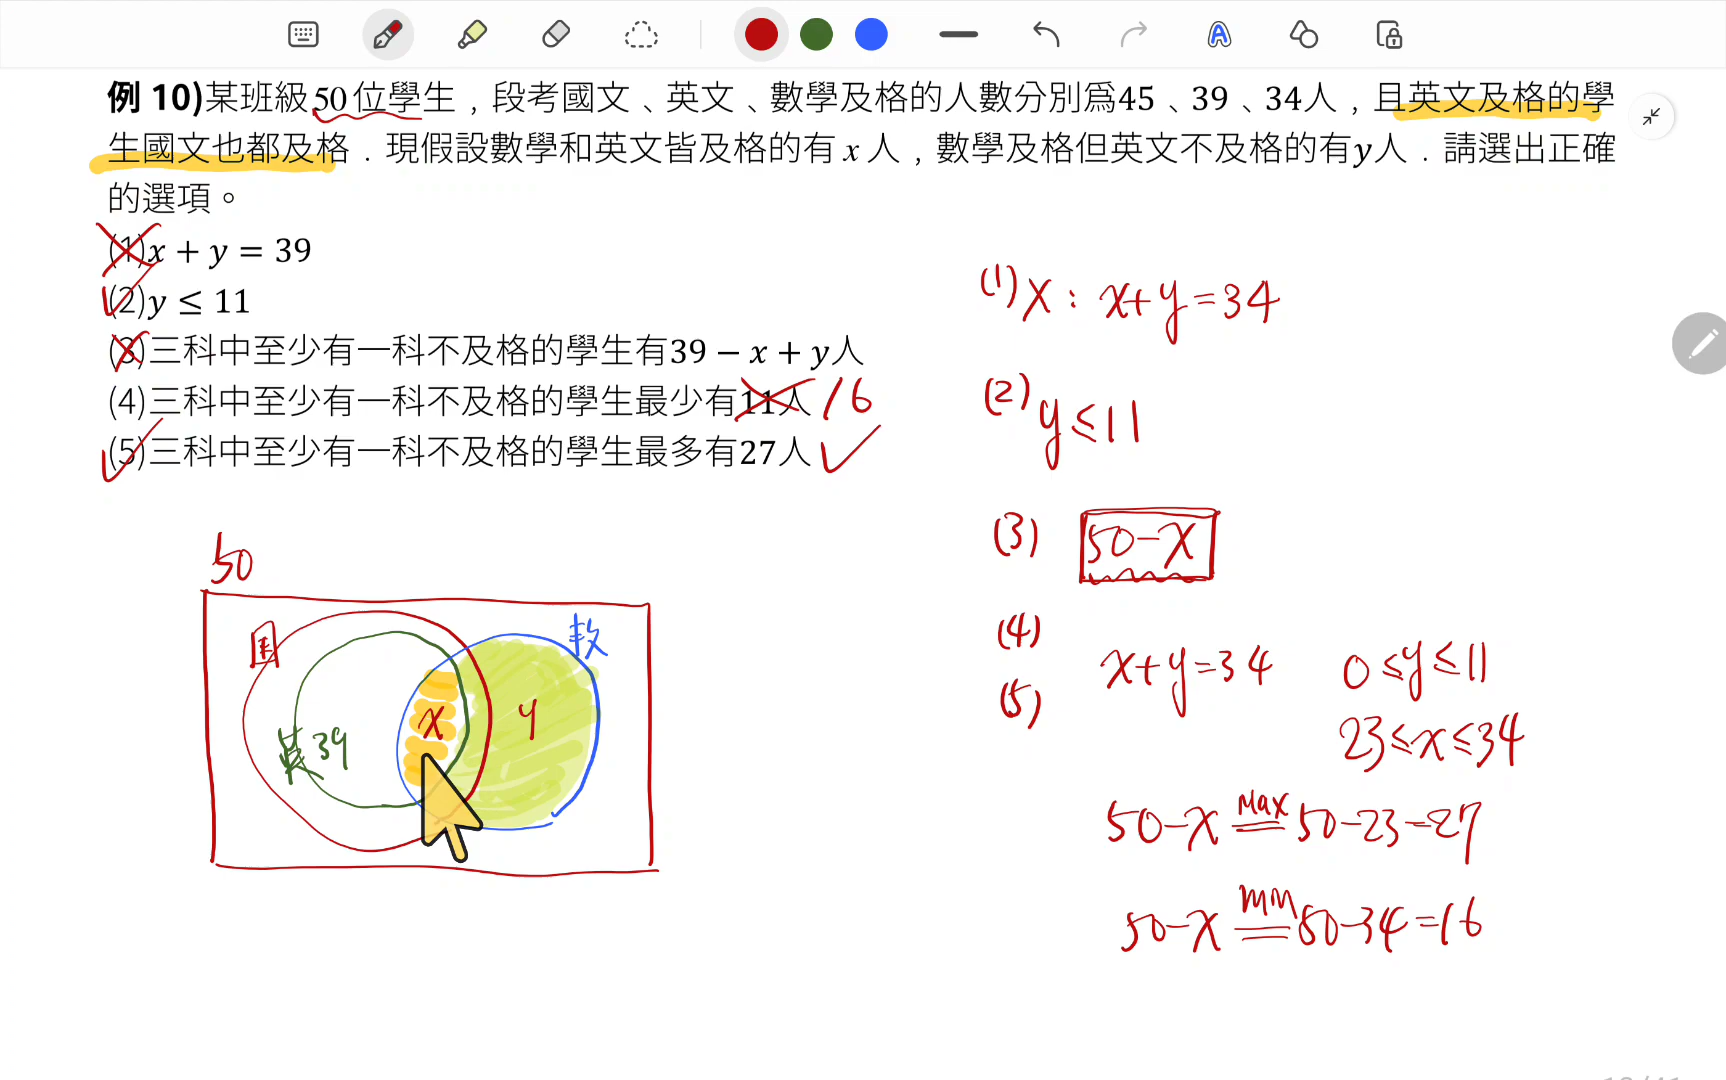 例 10)某班級50位學生，段考國文、英文、數學及格的人數分別爲45、39、34人，且英文及格的學
生國文也都及格．現假設數學和英文皆及格的有 x 人，數學及格但英文不及格的有y人．請選出正確
的選項。
(1)x + y = 39
(2)y ≤ 11
(3)三科中至少有一科不及格的學生有39 − x + y人
(4)三科中至少有一科不及格的學生最少有11人 16
(5)三科中至少有一科不及格的學生最多有27人
50
国
数
英39
x
y
(1) X : x+y=34
(2) y≤11
(3) 50−x
(4)
(5)
x+y=34
0≤y≤11
23≤x≤34
50−x Max = 50−23=27
50−x min = 50−34=16